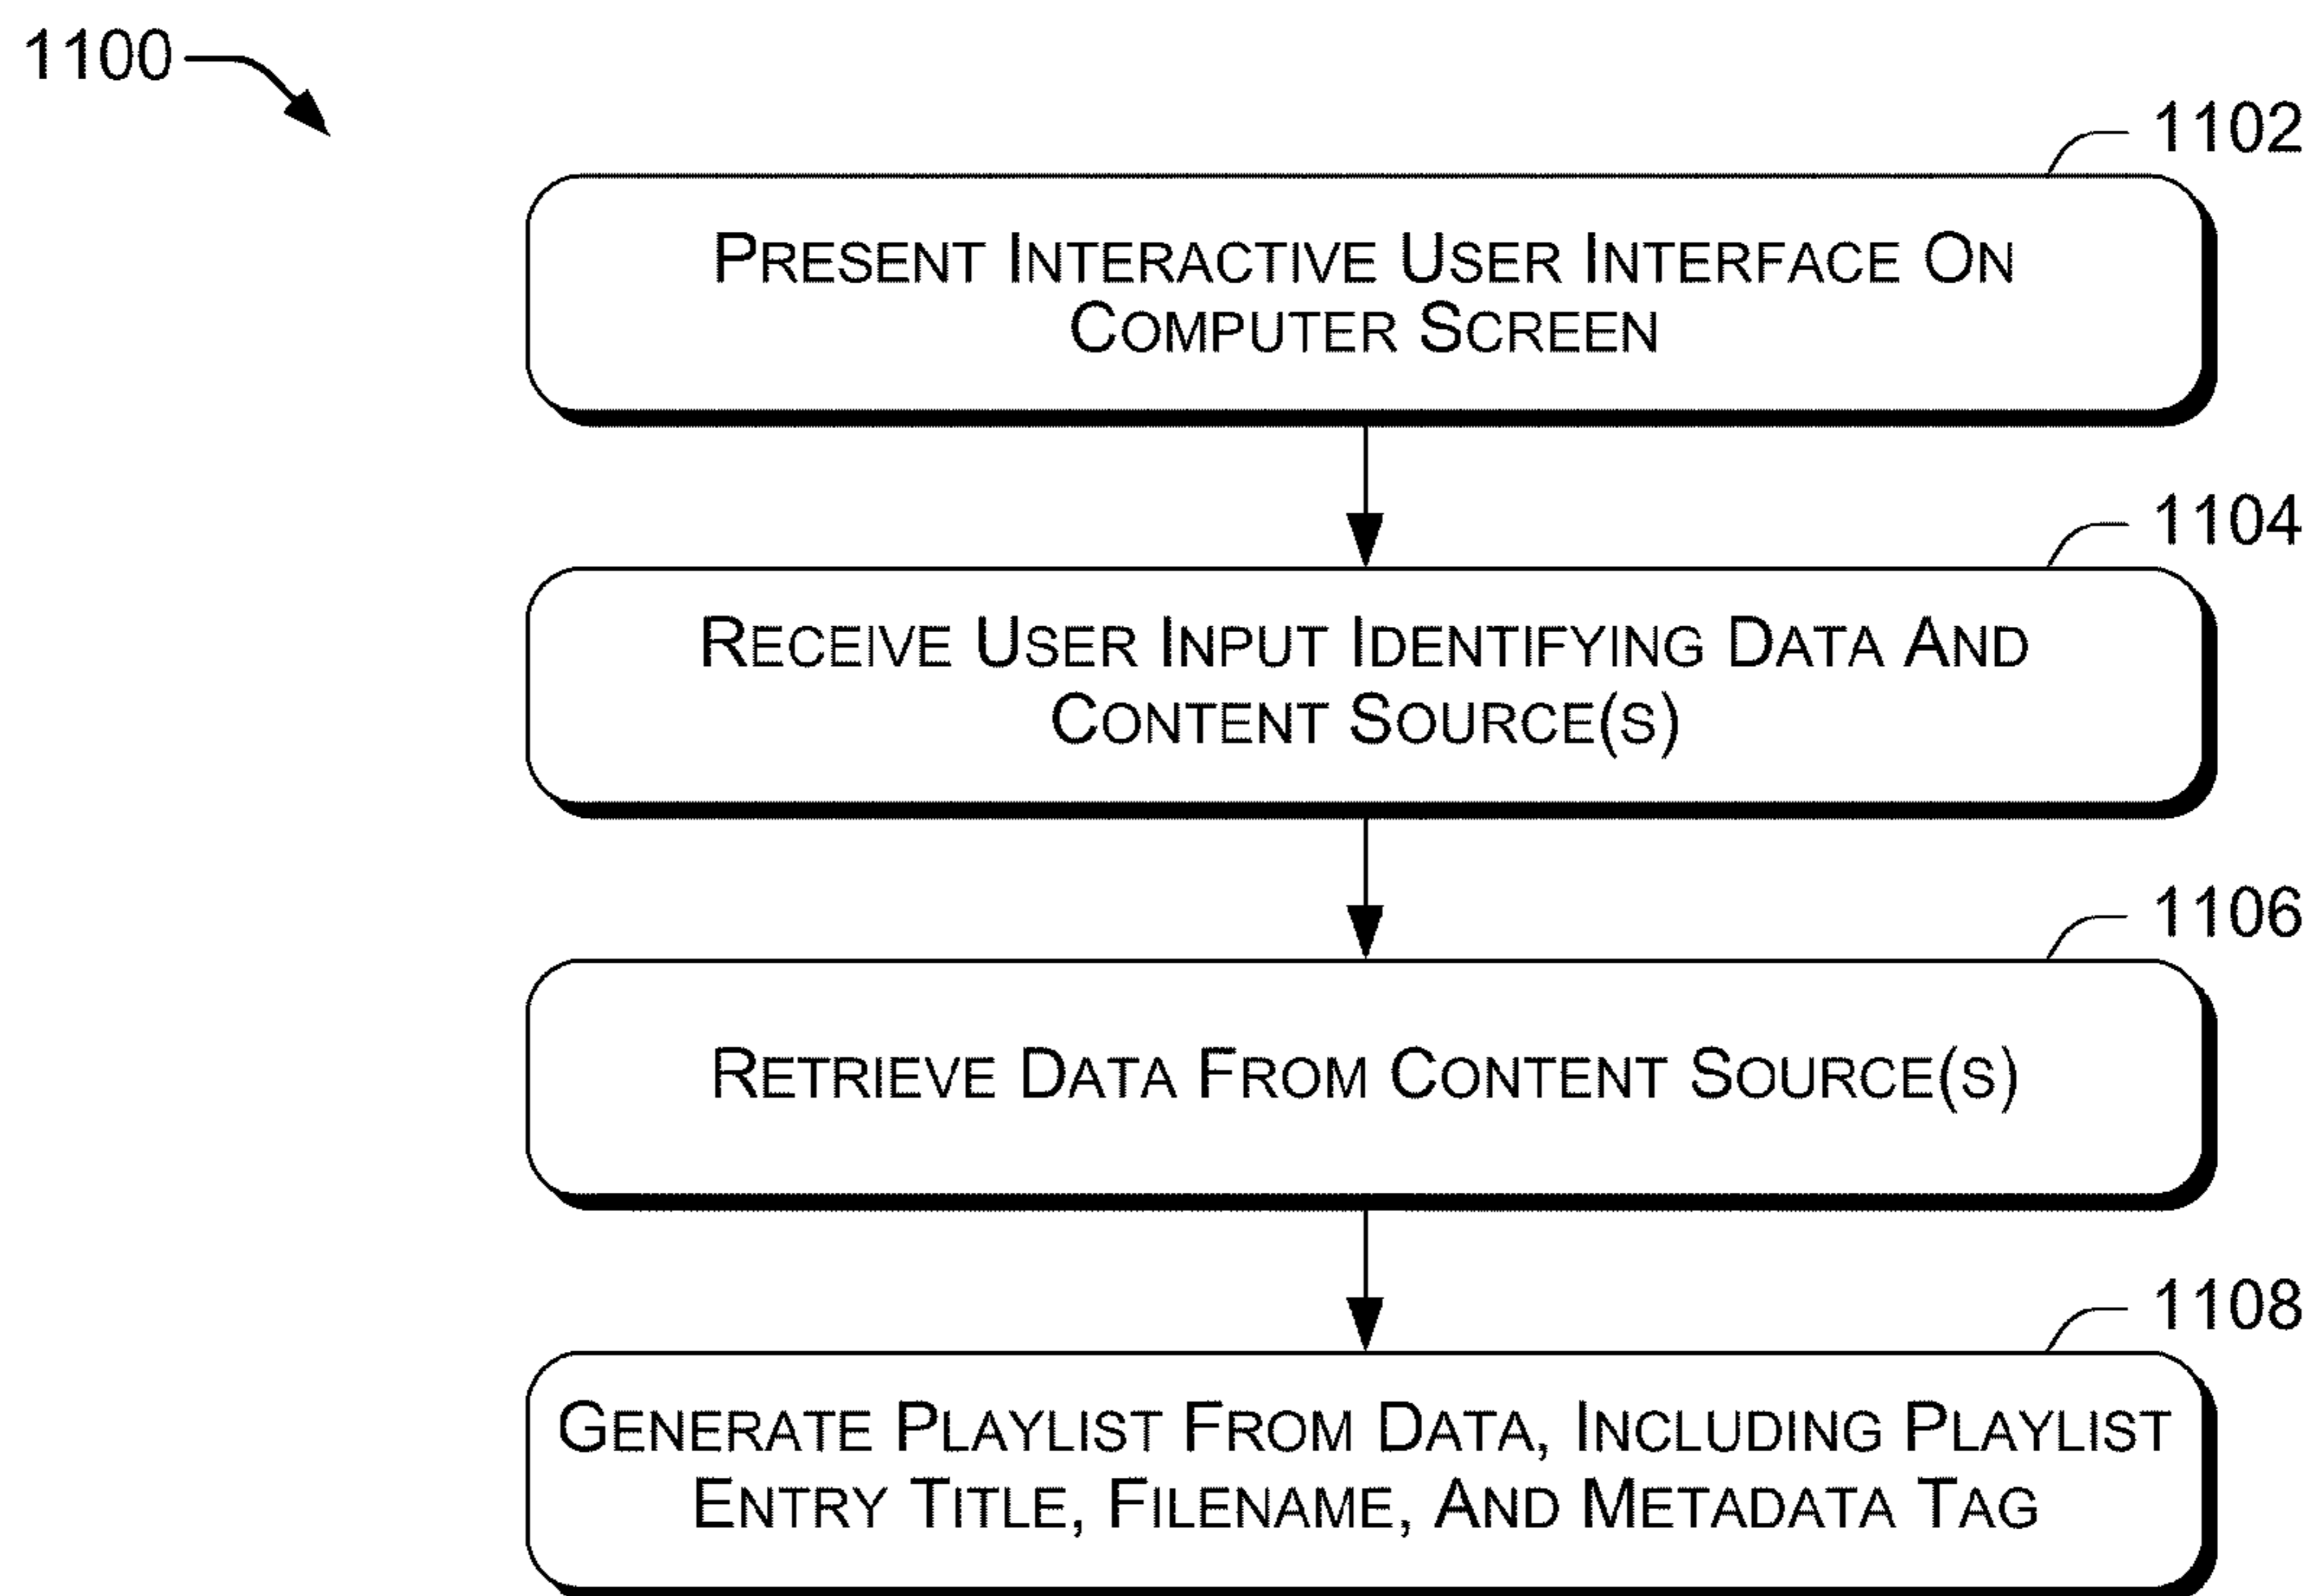 1100
1102
PRESENT INTERACTIVE USER INTERFACE ON
COMPUTER SCREEN
1104
RECEIVE USER INPUT IDENTIFYING DATA AND
CONTENT SOURCE(S)
1106
RETRIEVE DATA FROM CONTENT SOURCE(S)
1108
GENERATE PLAYLIST FROM DATA, INCLUDING PLAYLIST
ENTRY TITLE, FILENAME, AND METADATA TAG